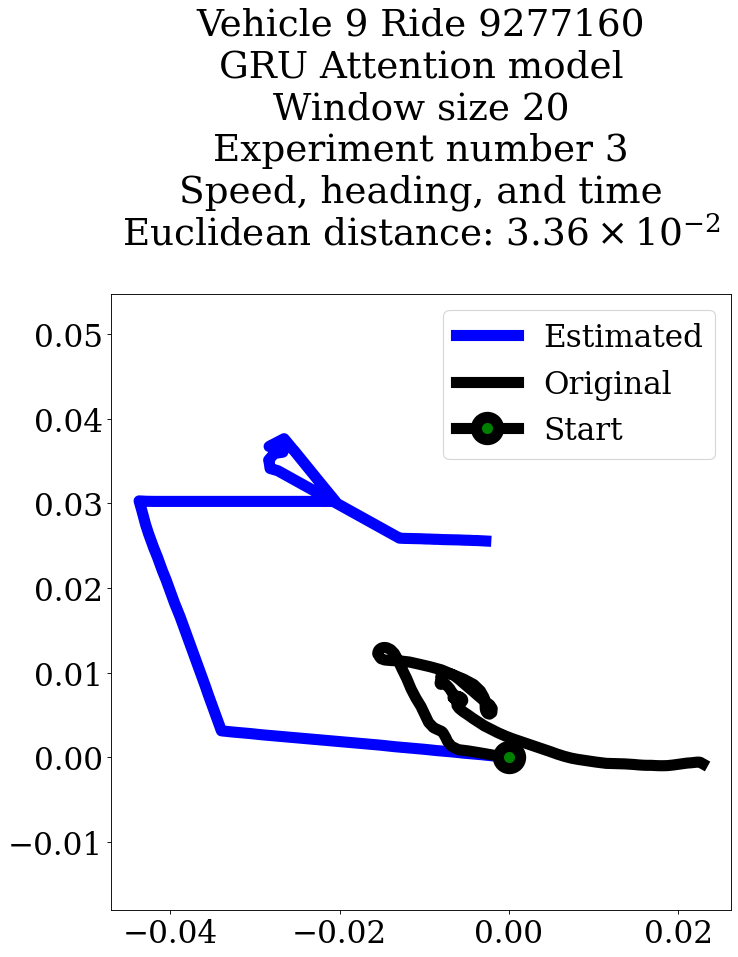 Vehicle 9 Ride 9277160
GRU Attention model
Window size 20
Experiment number 3
Speed, heading, and time
Euclidean distance: 3.36 × 10⁻²
Estimated
Original
Start
0.05
0.04
0.03
0.02
0.01
0.00
−0.01
−0.04
−0.02
0.00
0.02